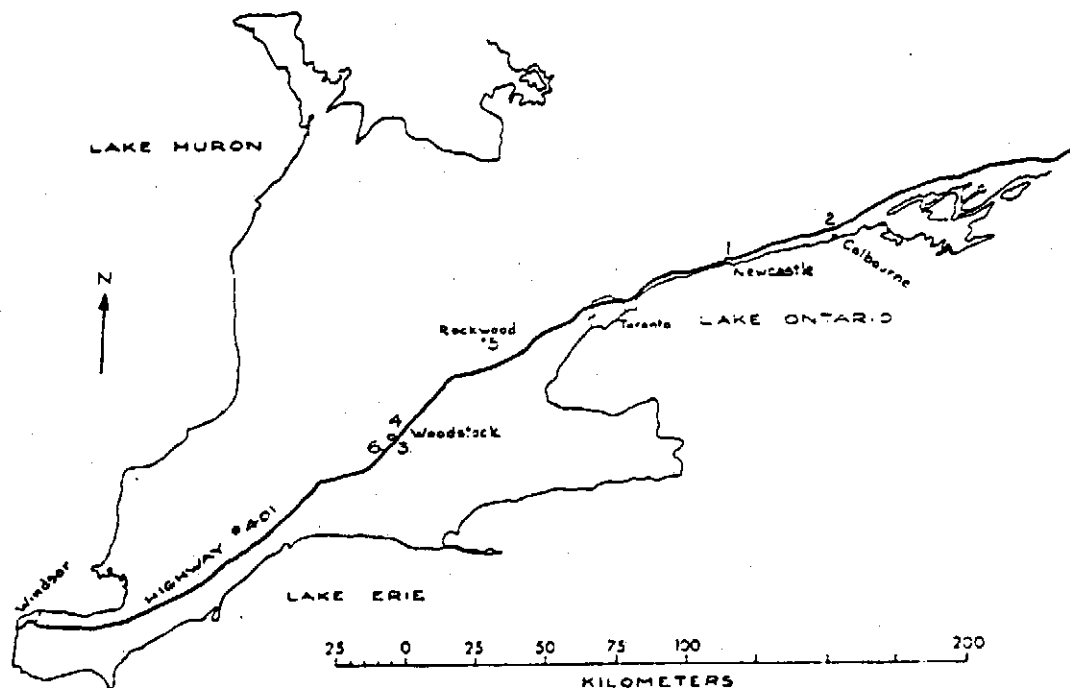 LAKE HURON
2
Colbourne
1
Newcastle
N
Rockwood
5
Toronto
LAKE ONTARIO
4
Woodstock
6
3
HIGHWAY #401
Windsor
LAKE ERIE
25 0 25 50 75 100 200
KILOMETERS